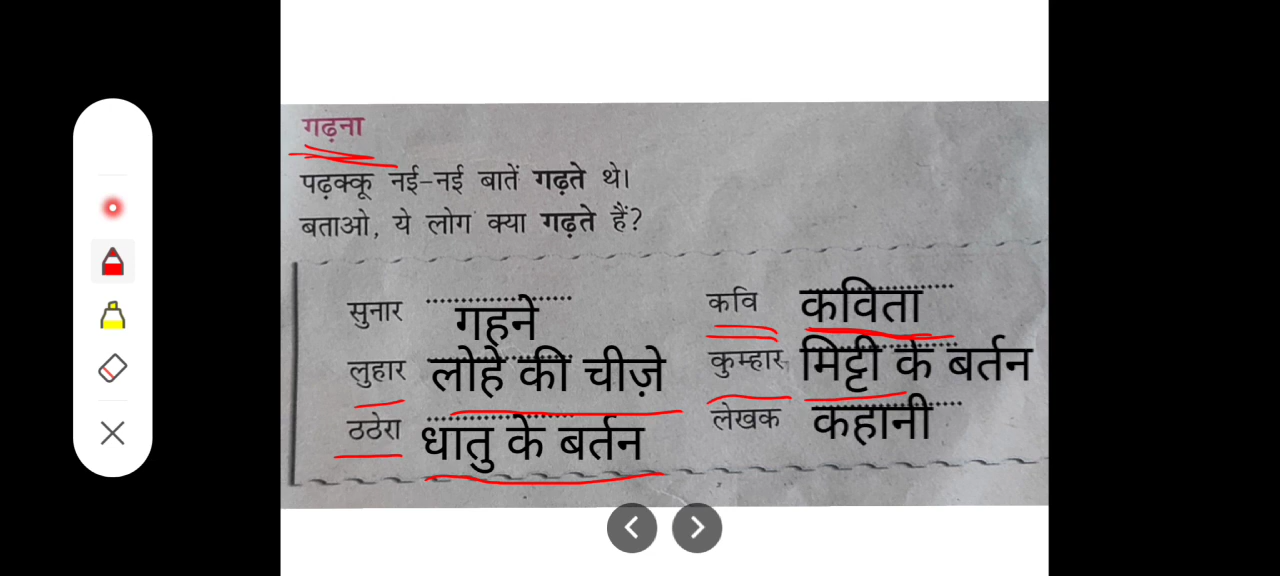 गढ़ना
पढ़क्कू नई-नई बातें गढ़ते थे।
बताओ, ये लोग क्या गढ़ते हैं?
सुनार गहने कवि कविता
लुहार लोहे की चीज़े कुम्हार मिट्टी के बर्तन
ठठेरा धातु के बर्तन लेखक कहानी